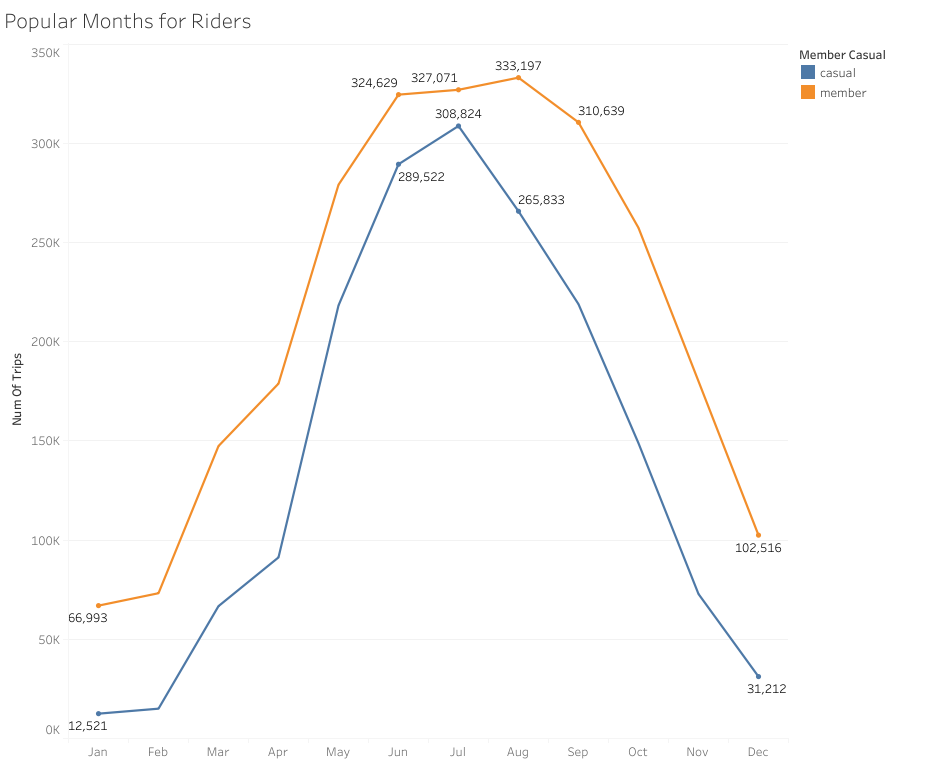 Popular Months for Riders
Member Casual
casual
member
Num Of Trips
350K
300K
250K
200K
150K
100K
50K
0K
324,629
327,071
333,197
310,639
308,824
289,522
265,833
102,516
66,993
31,212
12,521
Jan Feb Mar Apr May Jun Jul Aug Sep Oct Nov Dec